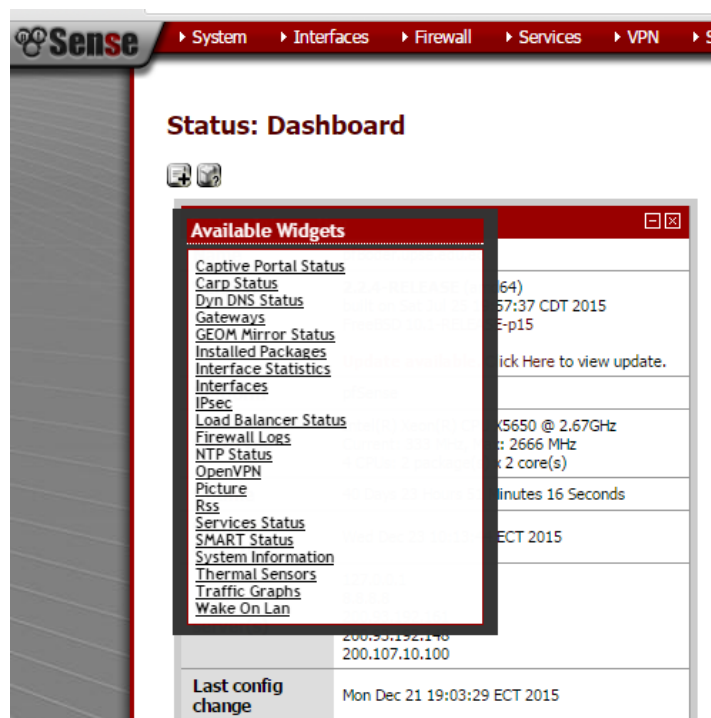 Sense
System Interfaces Firewall Services VPN S
Status: Dashboard
Available Widgets
Captive Portal Status
Carp Status
Dyn DNS Status
Gateways
GEOM Mirror Status
Installed Packages
Interface Statistics
Interfaces
IPsec
Load Balancer Status
Firewall Logs
NTP Status
OpenVPN
Picture
Rss
Services Status
SMART Status
System Information
Thermal Sensors
Traffic Graphs
Wake On Lan
64)
57:37 CDT 2015
E-p15
ick Here to view update.
X5650 @ 2.67GHz
: 2666 MHz
x 2 core(s)
inutes 16 Seconds
ECT 2015
200.93.192.148
200.107.10.100
Last config
change
Mon Dec 21 19:03:29 ECT 2015